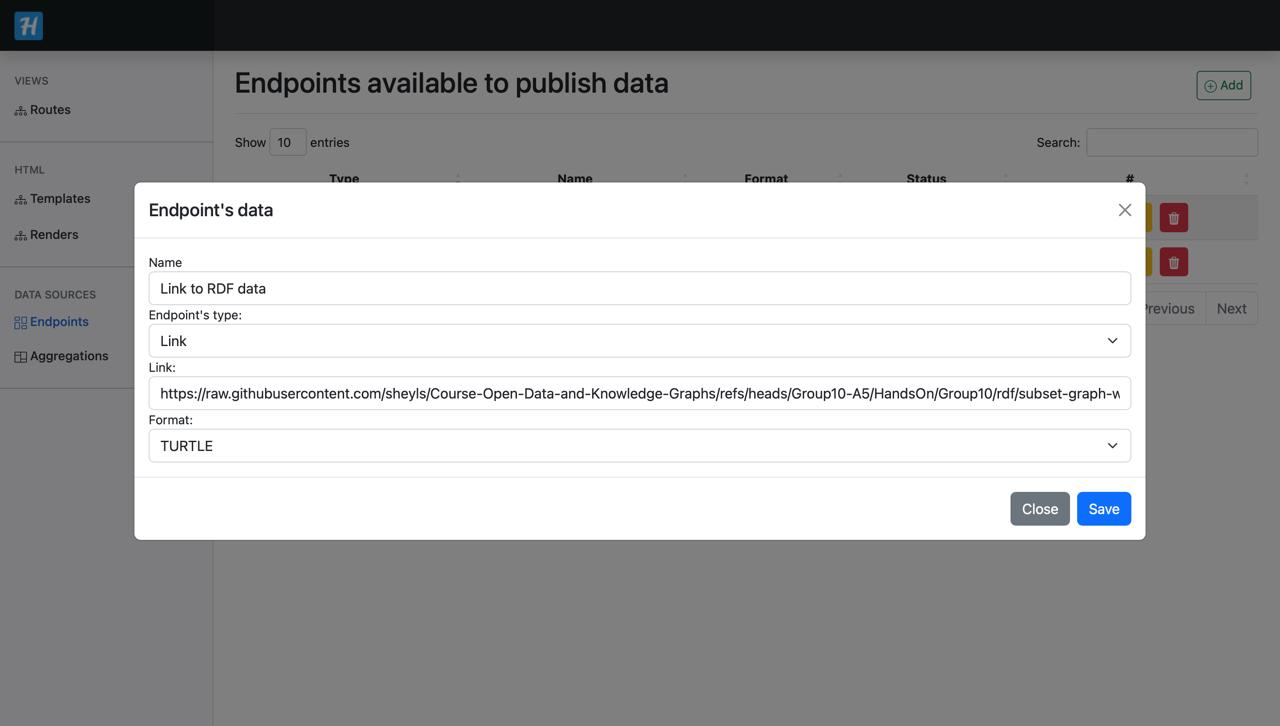 H
VIEWS
Routes
HTML
Templates
Renders
DATA SOURCES
Endpoints
Aggregations
Endpoints available to publish data
Add
Show 10 entries
Search:
Type Name Format Status #
Endpoint's data
Name
Link to RDF data
Endpoint's type:
Link
Link:
https://raw.githubusercontent.com/sheyls/Course-Open-Data-and-Knowledge-Graphs/refs/heads/Group10-A5/HandsOn/Group10/rdf/subset-graph-w
Format:
TURTLE
Close Save
Previous Next